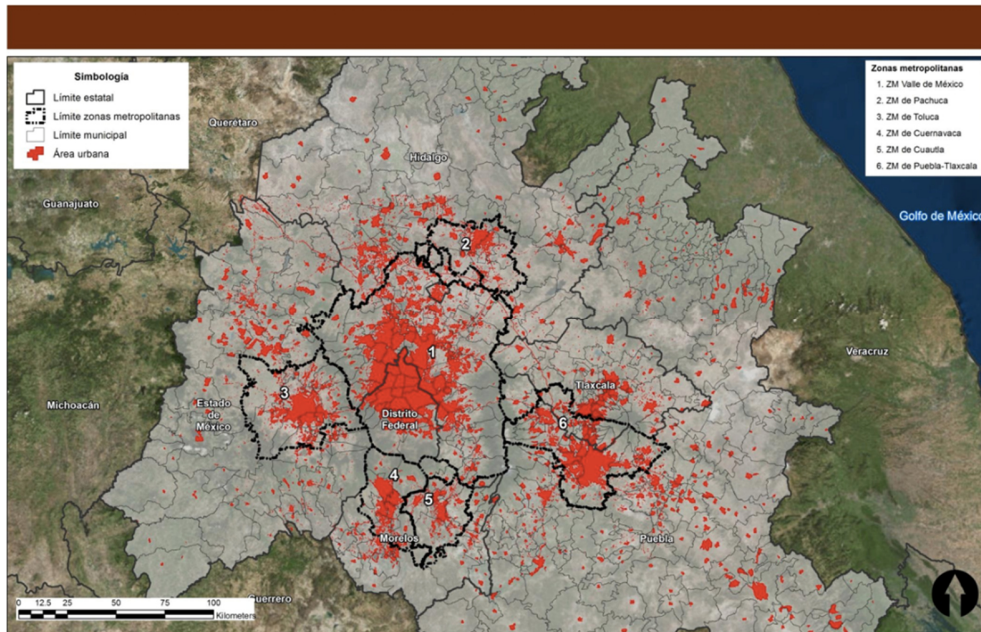 Simbología
Límite estatal
Límite zonas metropolitanas
Límite municipal
Área urbana
Zonas metropolitanas
1. ZM Valle de México
2. ZM de Pachuca
3. ZM de Toluca
4. ZM de Cuernavaca
5. ZM de Cuautla
6. ZM de Puebla-Tlaxcala
Querétaro
Hidalgo
Guanajuato
Golfo de México
2
1
Veracruz
3
Tlaxcala
Michoacán
Estado
de
México
Distrito
Federal
6
4
5
Morelos
Puebla
Guerrero
0 12.5 25 50 75 100
Kilometers